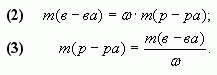 (2) m(в – ва) = ω · m(p – pa);
(3) m(p – pa) = m(в – ва) / ω.